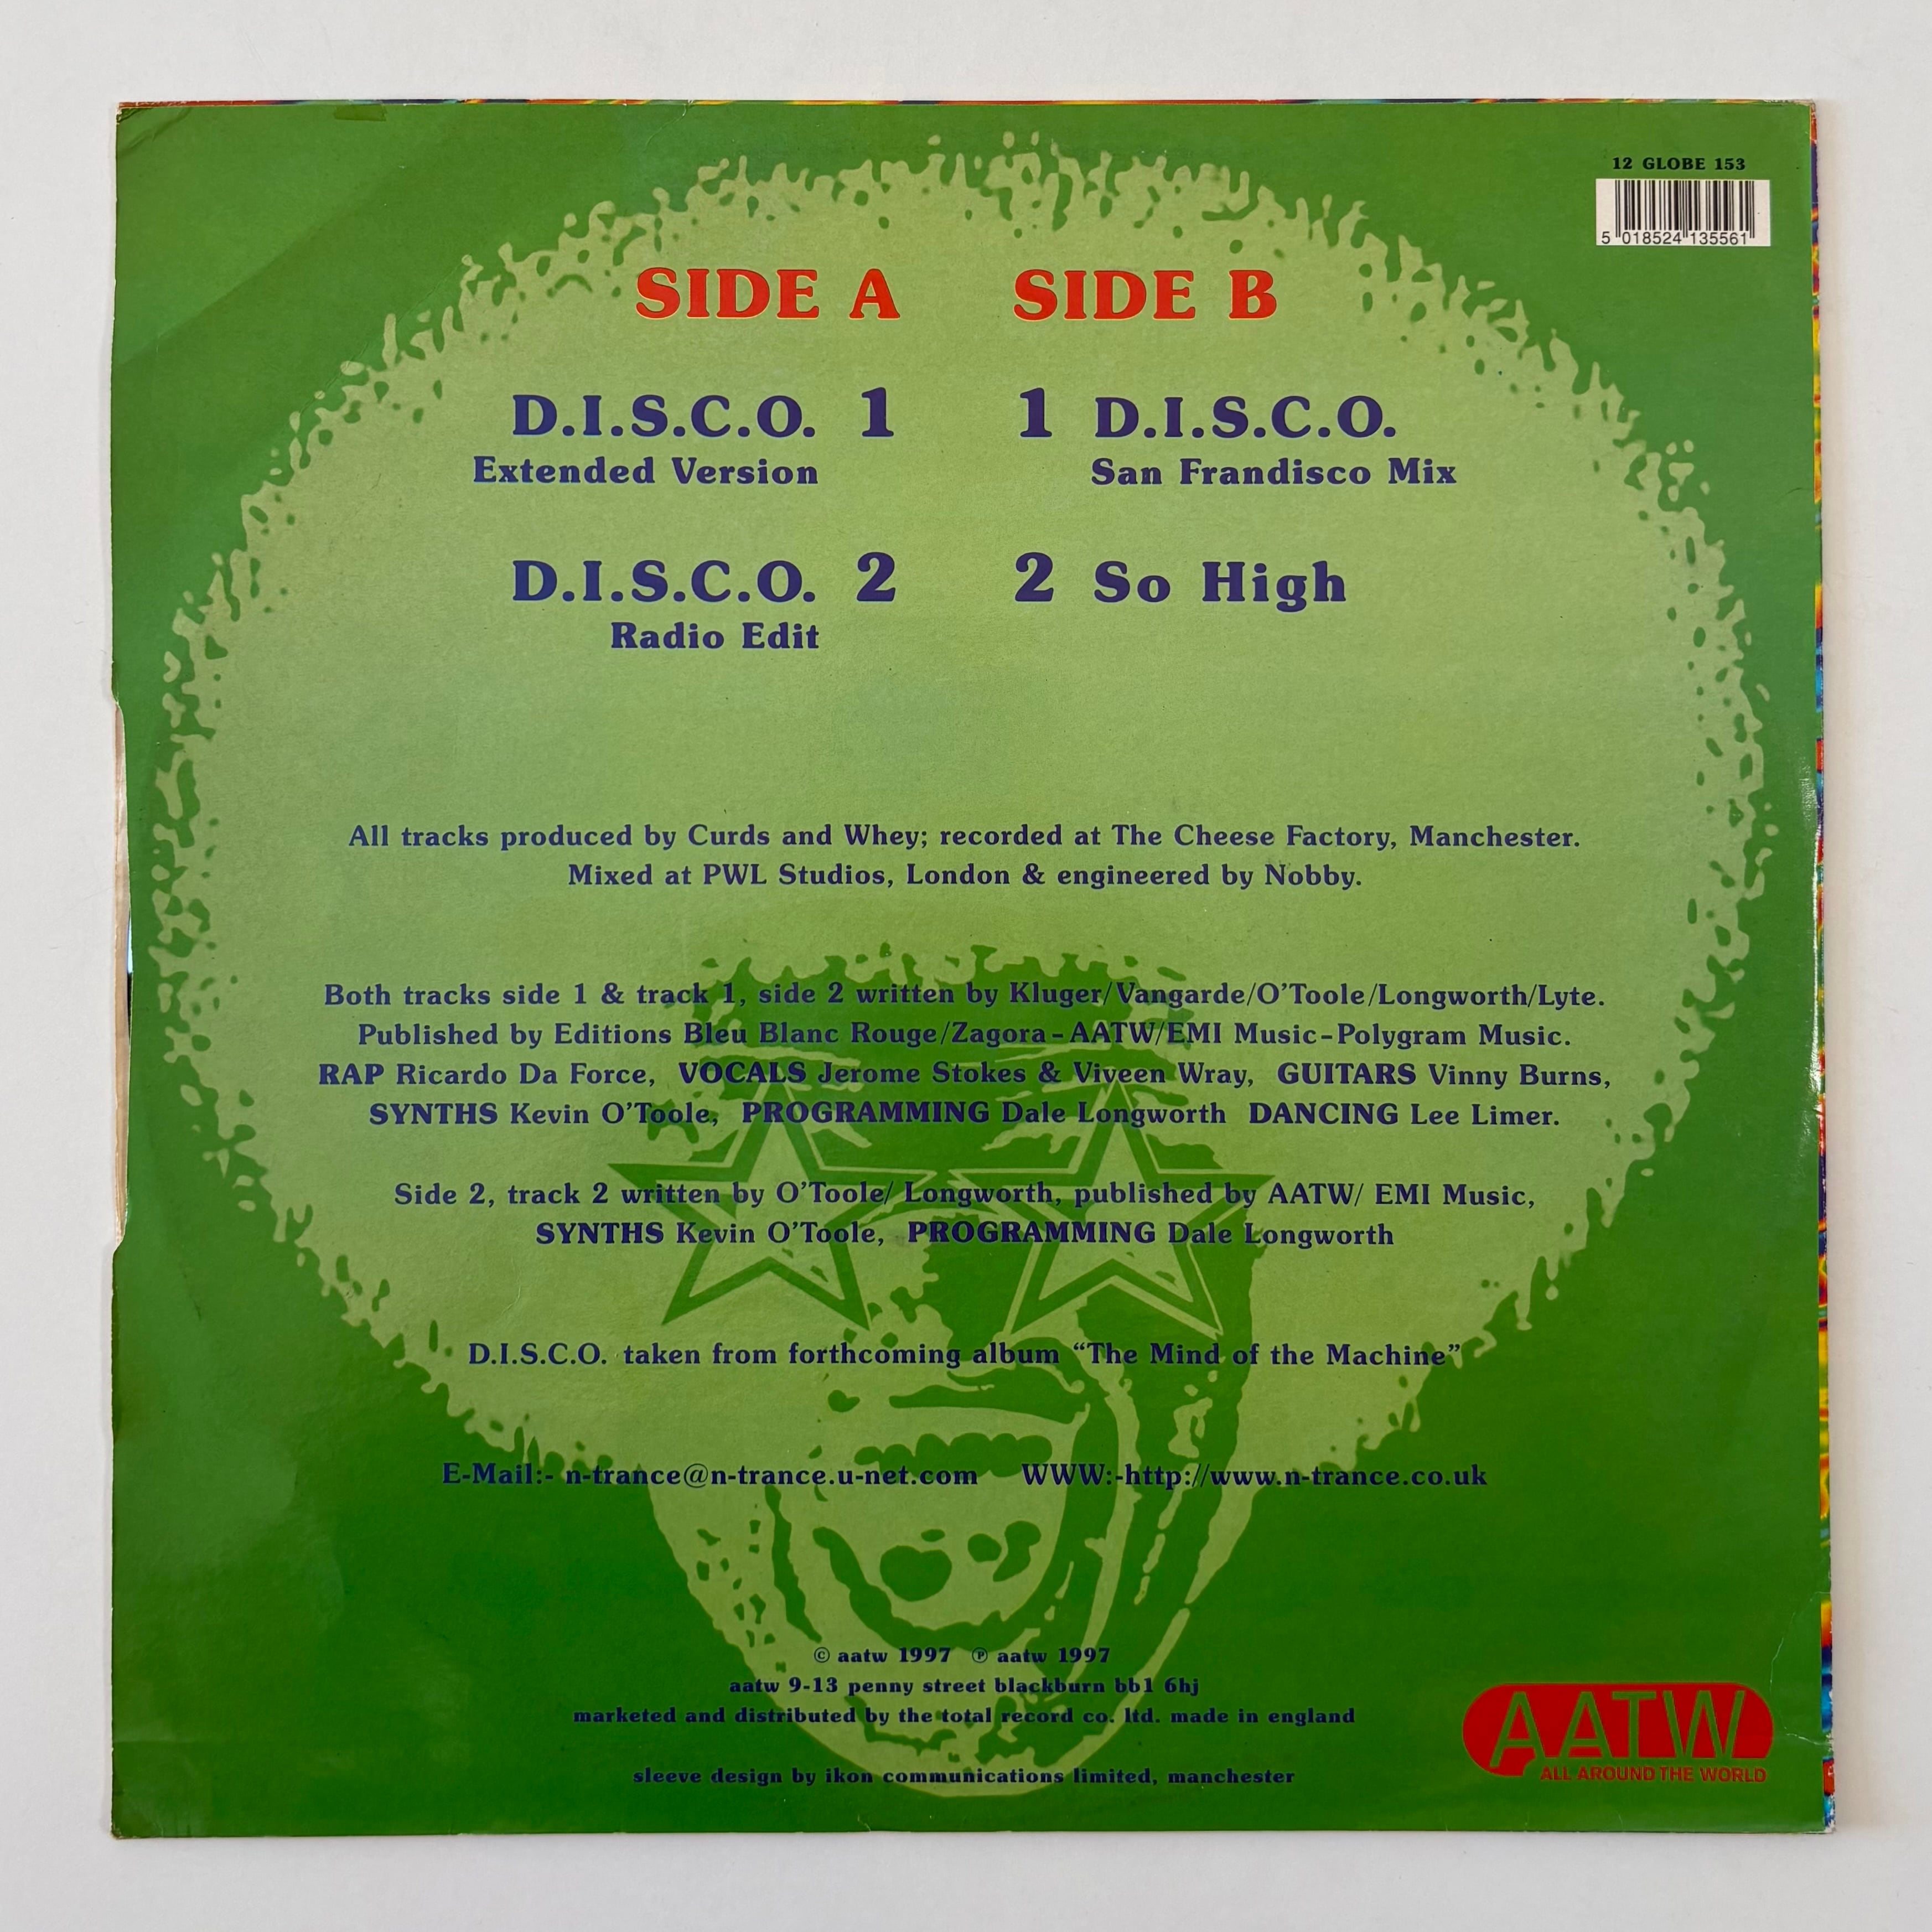 12 GLOBE 153
5 018524 135561
SIDE A SIDE B
D.I.S.C.O. 1 1 D.I.S.C.O.
Extended Version San Frandisco Mix
D.I.S.C.O. 2 2 So High
Radio Edit
All tracks produced by Curds and Whey; recorded at The Cheese Factory, Manchester.
Mixed at PWL Studios, London & engineered by Nobby.
Both tracks side 1 & track 1, side 2 written by Kluger/Vangarde/O'Toole/Longworth/Lyte.
Published by Editions Bleu Blanc Rouge/Zagora-AATW/EMI Music-Polygram Music.
RAP Ricardo Da Force, VOCALS Jerome Stokes & Viveen Wray, GUITARS Vinny Burns,
SYNTHS Kevin O'Toole, PROGRAMMING Dale Longworth DANCING Lee Limer.
Side 2, track 2 written by O'Toole/ Longworth, published by AATW/ EMI Music,
SYNTHS Kevin O'Toole, PROGRAMMING Dale Longworth
D.I.S.C.O. taken from forthcoming album “The Mind of the Machine”
E-Mail:- n-trance@n-trance.u-net.com WWW:-http://www.n-trance.co.uk
© aatw 1997 ℗ aatw 1997
aatw 9-13 penny street blackburn bb1 6hj
marketed and distributed by the total record co. ltd. made in england
sleeve design by ikon communications limited, manchester
AATW
ALL AROUND THE WORLD